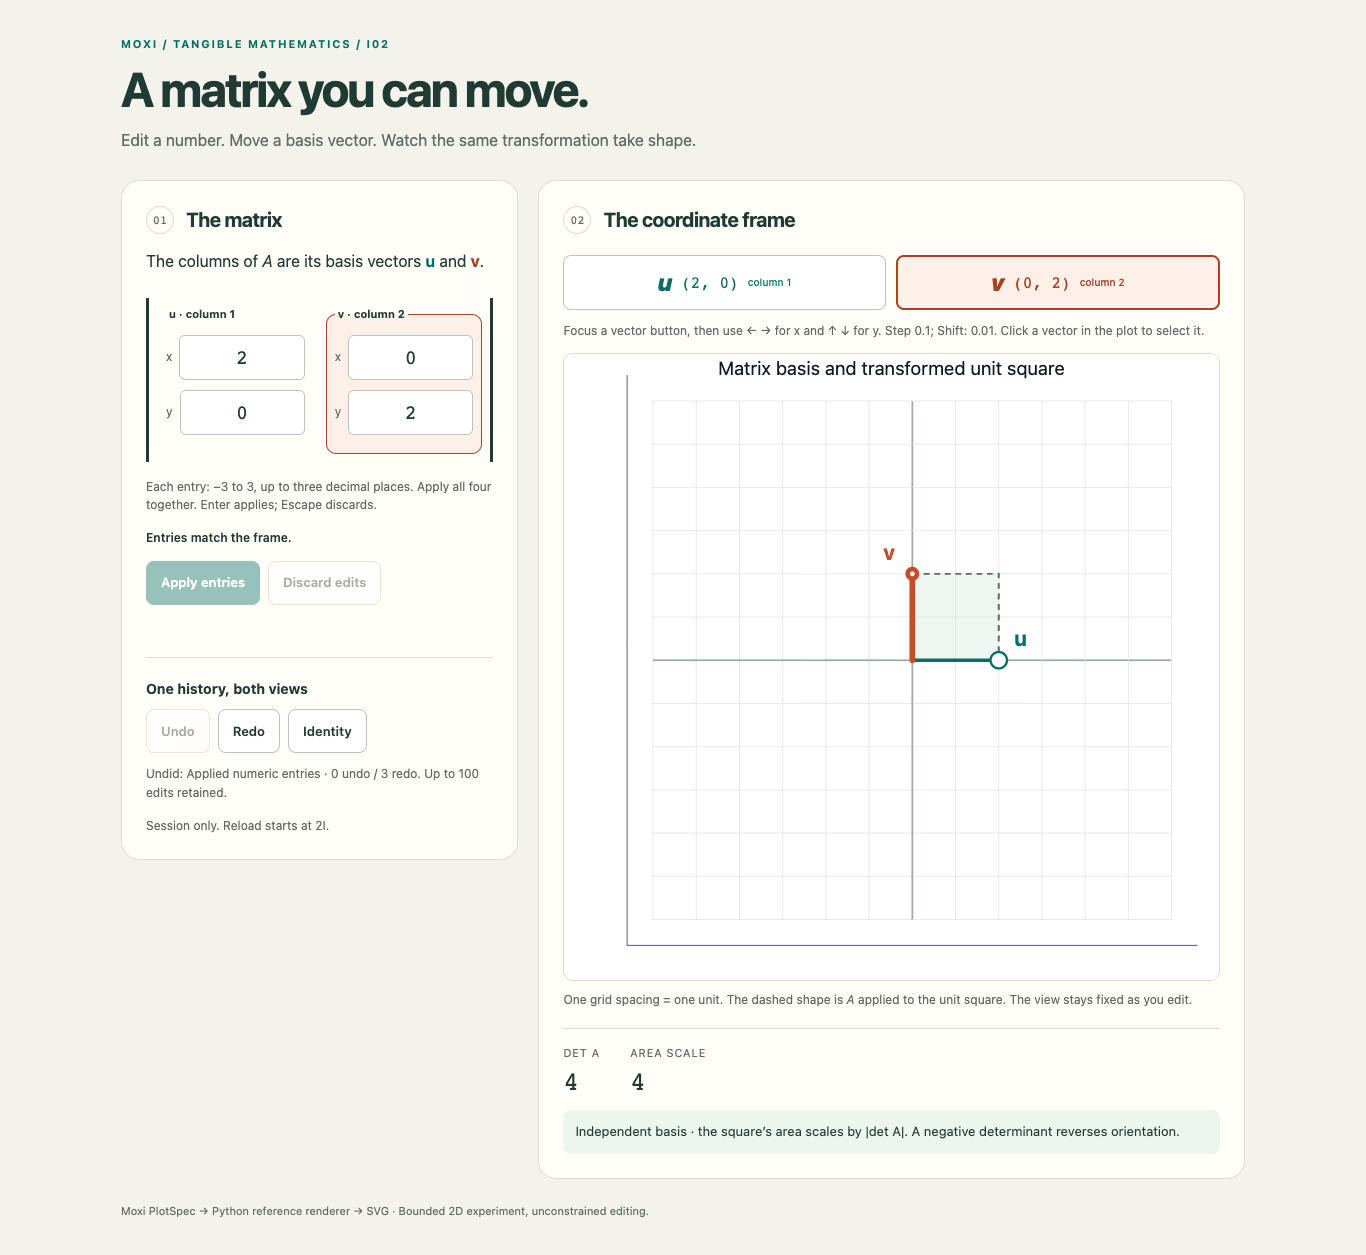 MOXI / TANGIBLE MATHEMATICS / I02
A matrix you can move.
Edit a number. Move a basis vector. Watch the same transformation take shape.
01 The matrix
The columns of A are its basis vectors u and v.
u · column 1
x 2
y 0
v · column 2
x 0
y 2
Each entry: −3 to 3, up to three decimal places. Apply all four
together. Enter applies; Escape discards.
Entries match the frame.
Apply entries
Discard edits
One history, both views
Undo
Redo
Identity
Undid: Applied numeric entries · 0 undo / 3 redo. Up to 100
edits retained.
Session only. Reload starts at 2I.
02 The coordinate frame
u (2, 0) column 1
v (0, 2) column 2
Focus a vector button, then use ← → for x and ↑ ↓ for y. Step 0.1; Shift: 0.01. Click a vector in the plot to select it.
Matrix basis and transformed unit square
v
u
One grid spacing = one unit. The dashed shape is A applied to the unit square. The view stays fixed as you edit.
DET A
4
AREA SCALE
4
Independent basis · the square’s area scales by |det A|. A negative determinant reverses orientation.
Moxi PlotSpec → Python reference renderer → SVG · Bounded 2D experiment, unconstrained editing.